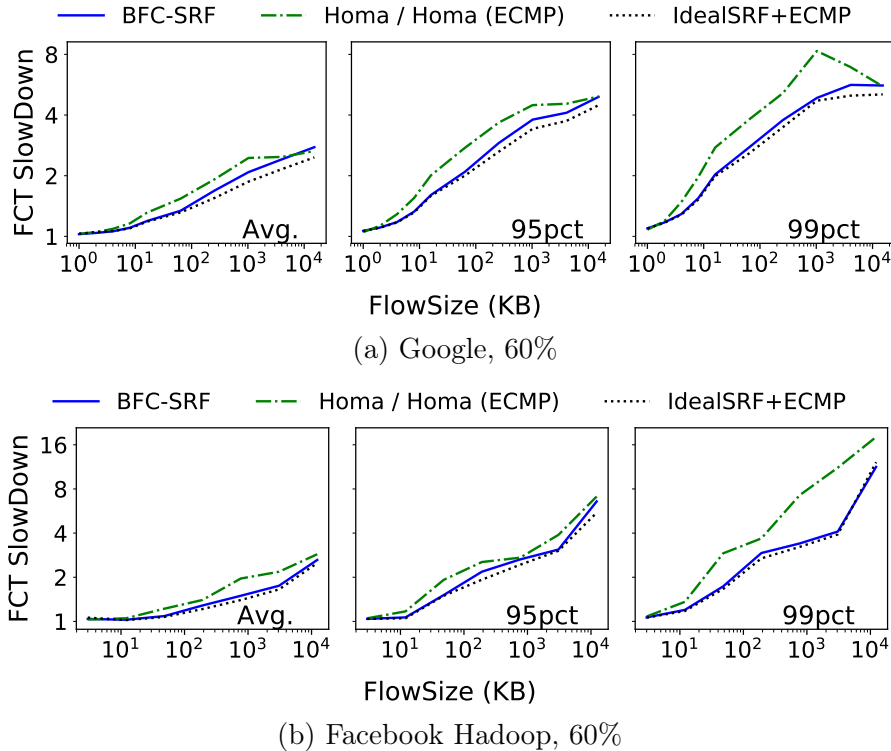 BFC-SRF Homa / Homa (ECMP) IdealSRF+ECMP
FCT SlowDown
8
4
2
1
Avg. 95pct 99pct
10^0 10^1 10^2 10^3 10^4 10^0 10^1 10^2 10^3 10^4 10^0 10^1 10^2 10^3 10^4
FlowSize (KB)
(a) Google, 60%
BFC-SRF Homa / Homa (ECMP) IdealSRF+ECMP
FCT SlowDown
16
8
4
2
1
Avg. 95pct 99pct
10^1 10^2 10^3 10^4 10^1 10^2 10^3 10^4 10^1 10^2 10^3 10^4
FlowSize (KB)
(b) Facebook Hadoop, 60%